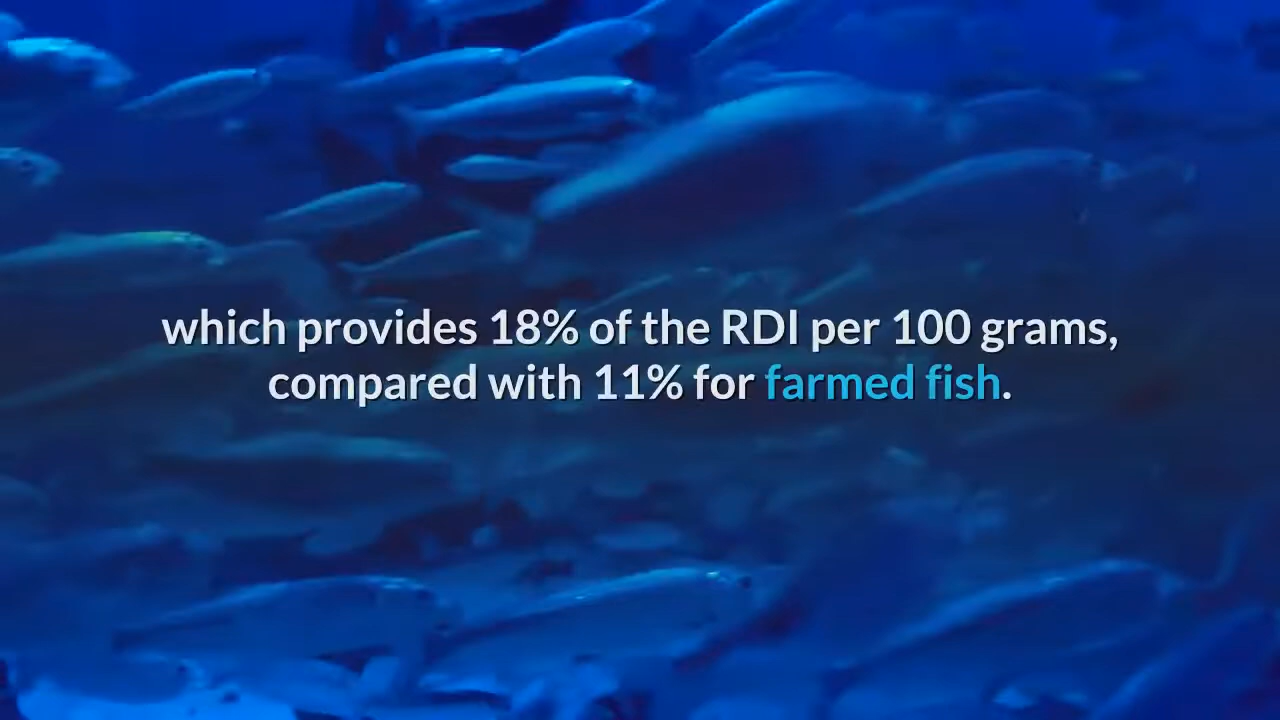 which provides 18% of the RDI per 100 grams,
compared with 11% for farmed fish.